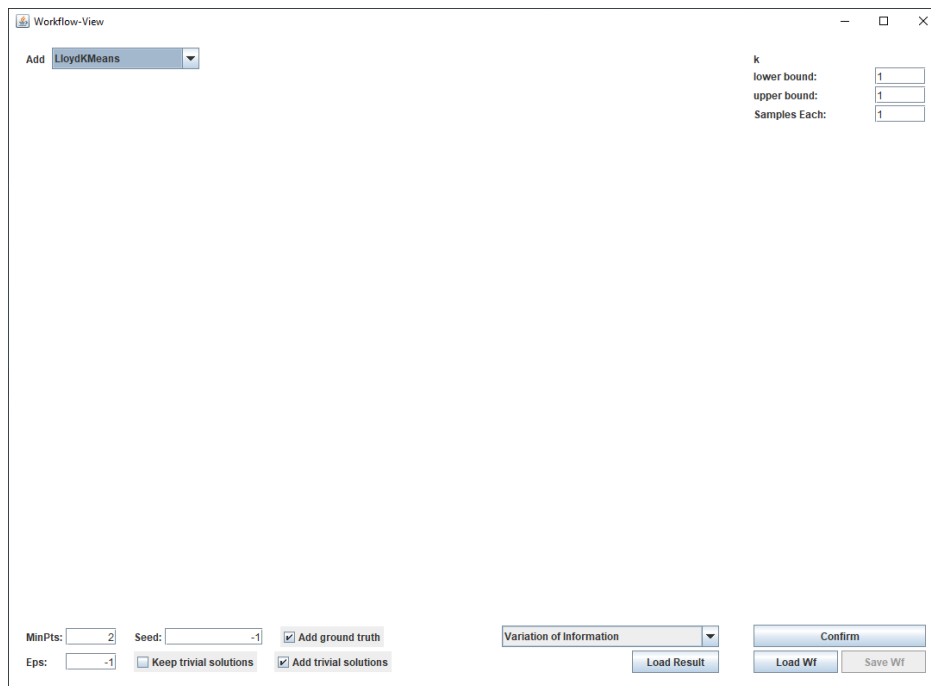 Workflow-View
Add LloydKMeans
k
lower bound: 1
upper bound: 1
Samples Each: 1
MinPts: 2 Seed: -1 Add ground truth Variation of Information Confirm
Eps: -1 Keep trivial solutions Add trivial solutions Load Result Load Wf Save Wf